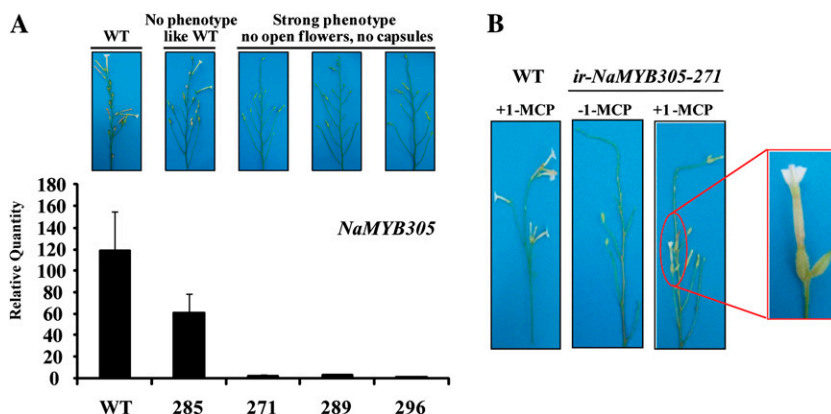 A
WT
No phenotype
like WT
Strong phenotype
no open flowers, no capsules
Relative Quantity
180
160
140
120
100
80
60
40
20
0
NaMYB305
WT
285
271
289
296
B
WT
ir-NaMYB305-271
+1-MCP
-1-MCP
+1-MCP